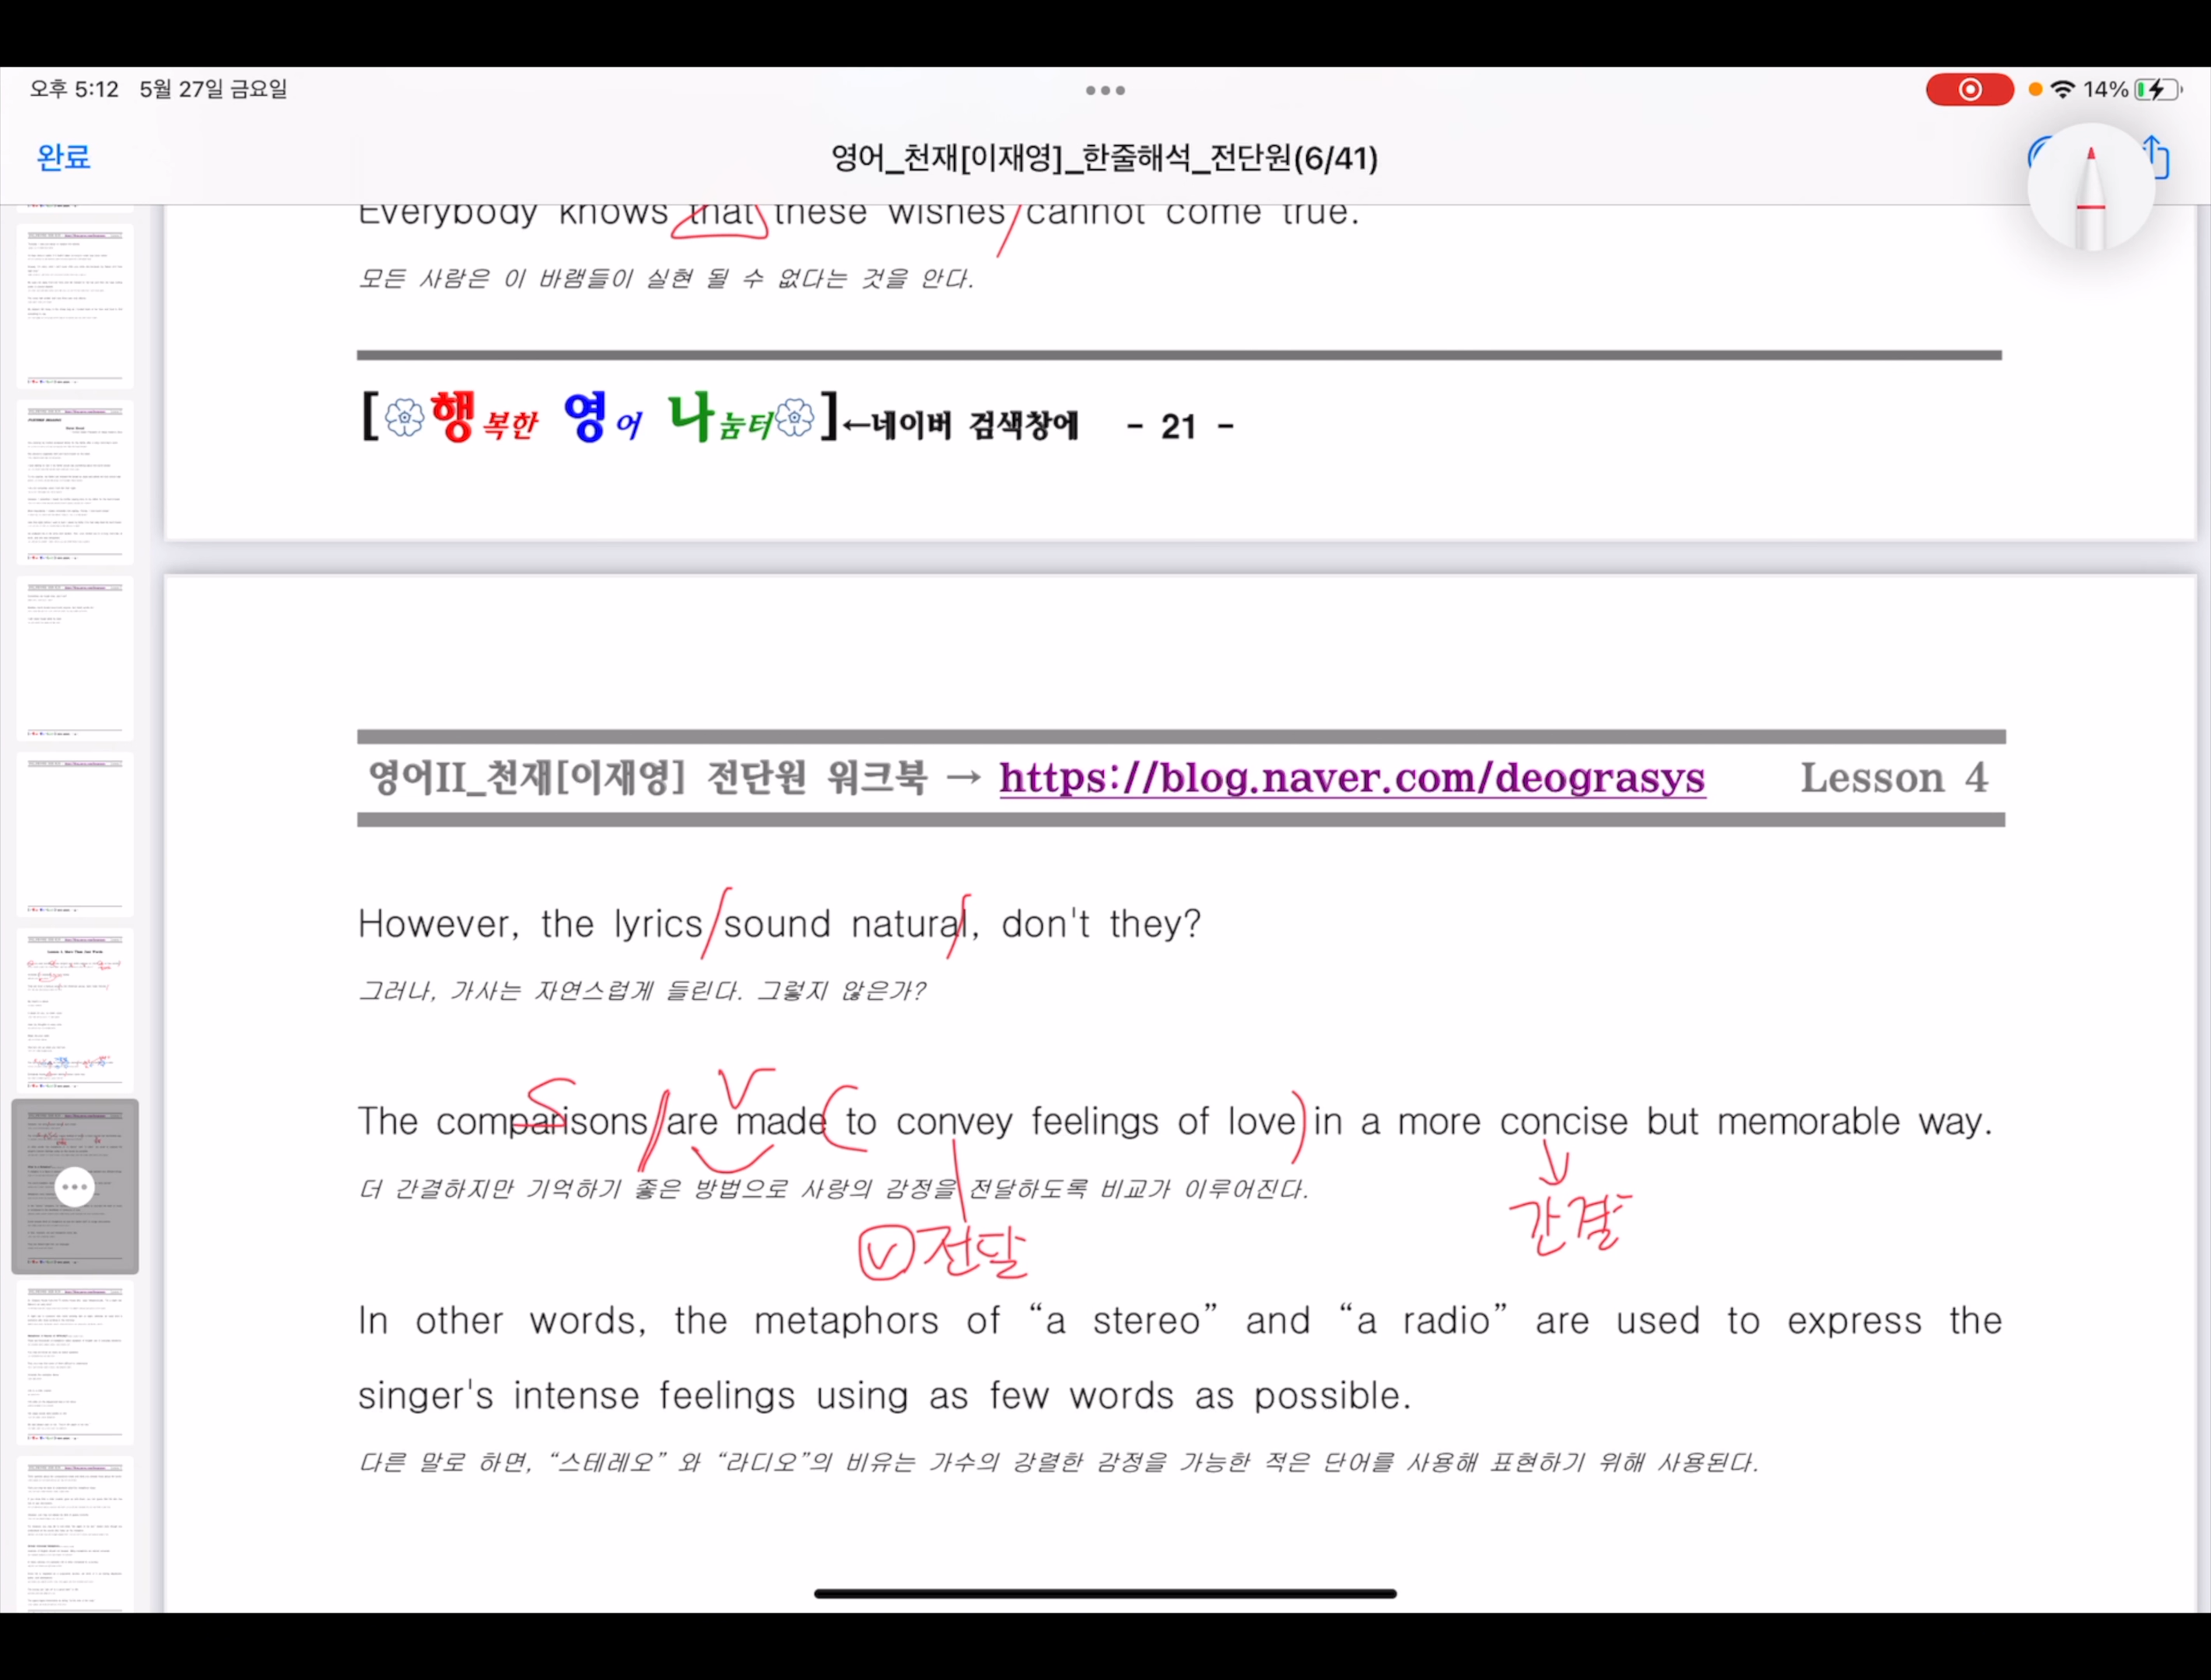 오후 5:12 5월 27일 금요일
14%
완료
영어_천재[이재영]_한줄해석_전단원(6/41)
Everybody knows that these wishes cannot come true.
모든 사람은 이 바램들이 실현 될 수 없다는 것을 안다.
[행복한 영어 나눔터]←네이버 검색창에 - 21 -
영어II_천재[이재영] 전단원 워크북 → https://blog.naver.com/deograsys Lesson 4
However, the lyrics sound natural, don't they?
그러나, 가사는 자연스럽게 들린다. 그렇지 않은가?
S V
The comparisons are made to convey feelings of love in a more concise but memorable way.
더 간결하지만 기억하기 좋은 방법으로 사랑의 감정을 전달하도록 비교가 이루어진다.
V 전달 간결
In other words, the metaphors of “a stereo” and “a radio” are used to express the
singer's intense feelings using as few words as possible.
다른 말로 하면, “스테레오” 와 “라디오”의 비유는 가수의 강렬한 감정을 가능한 적은 단어를 사용해 표현하기 위해 사용된다.